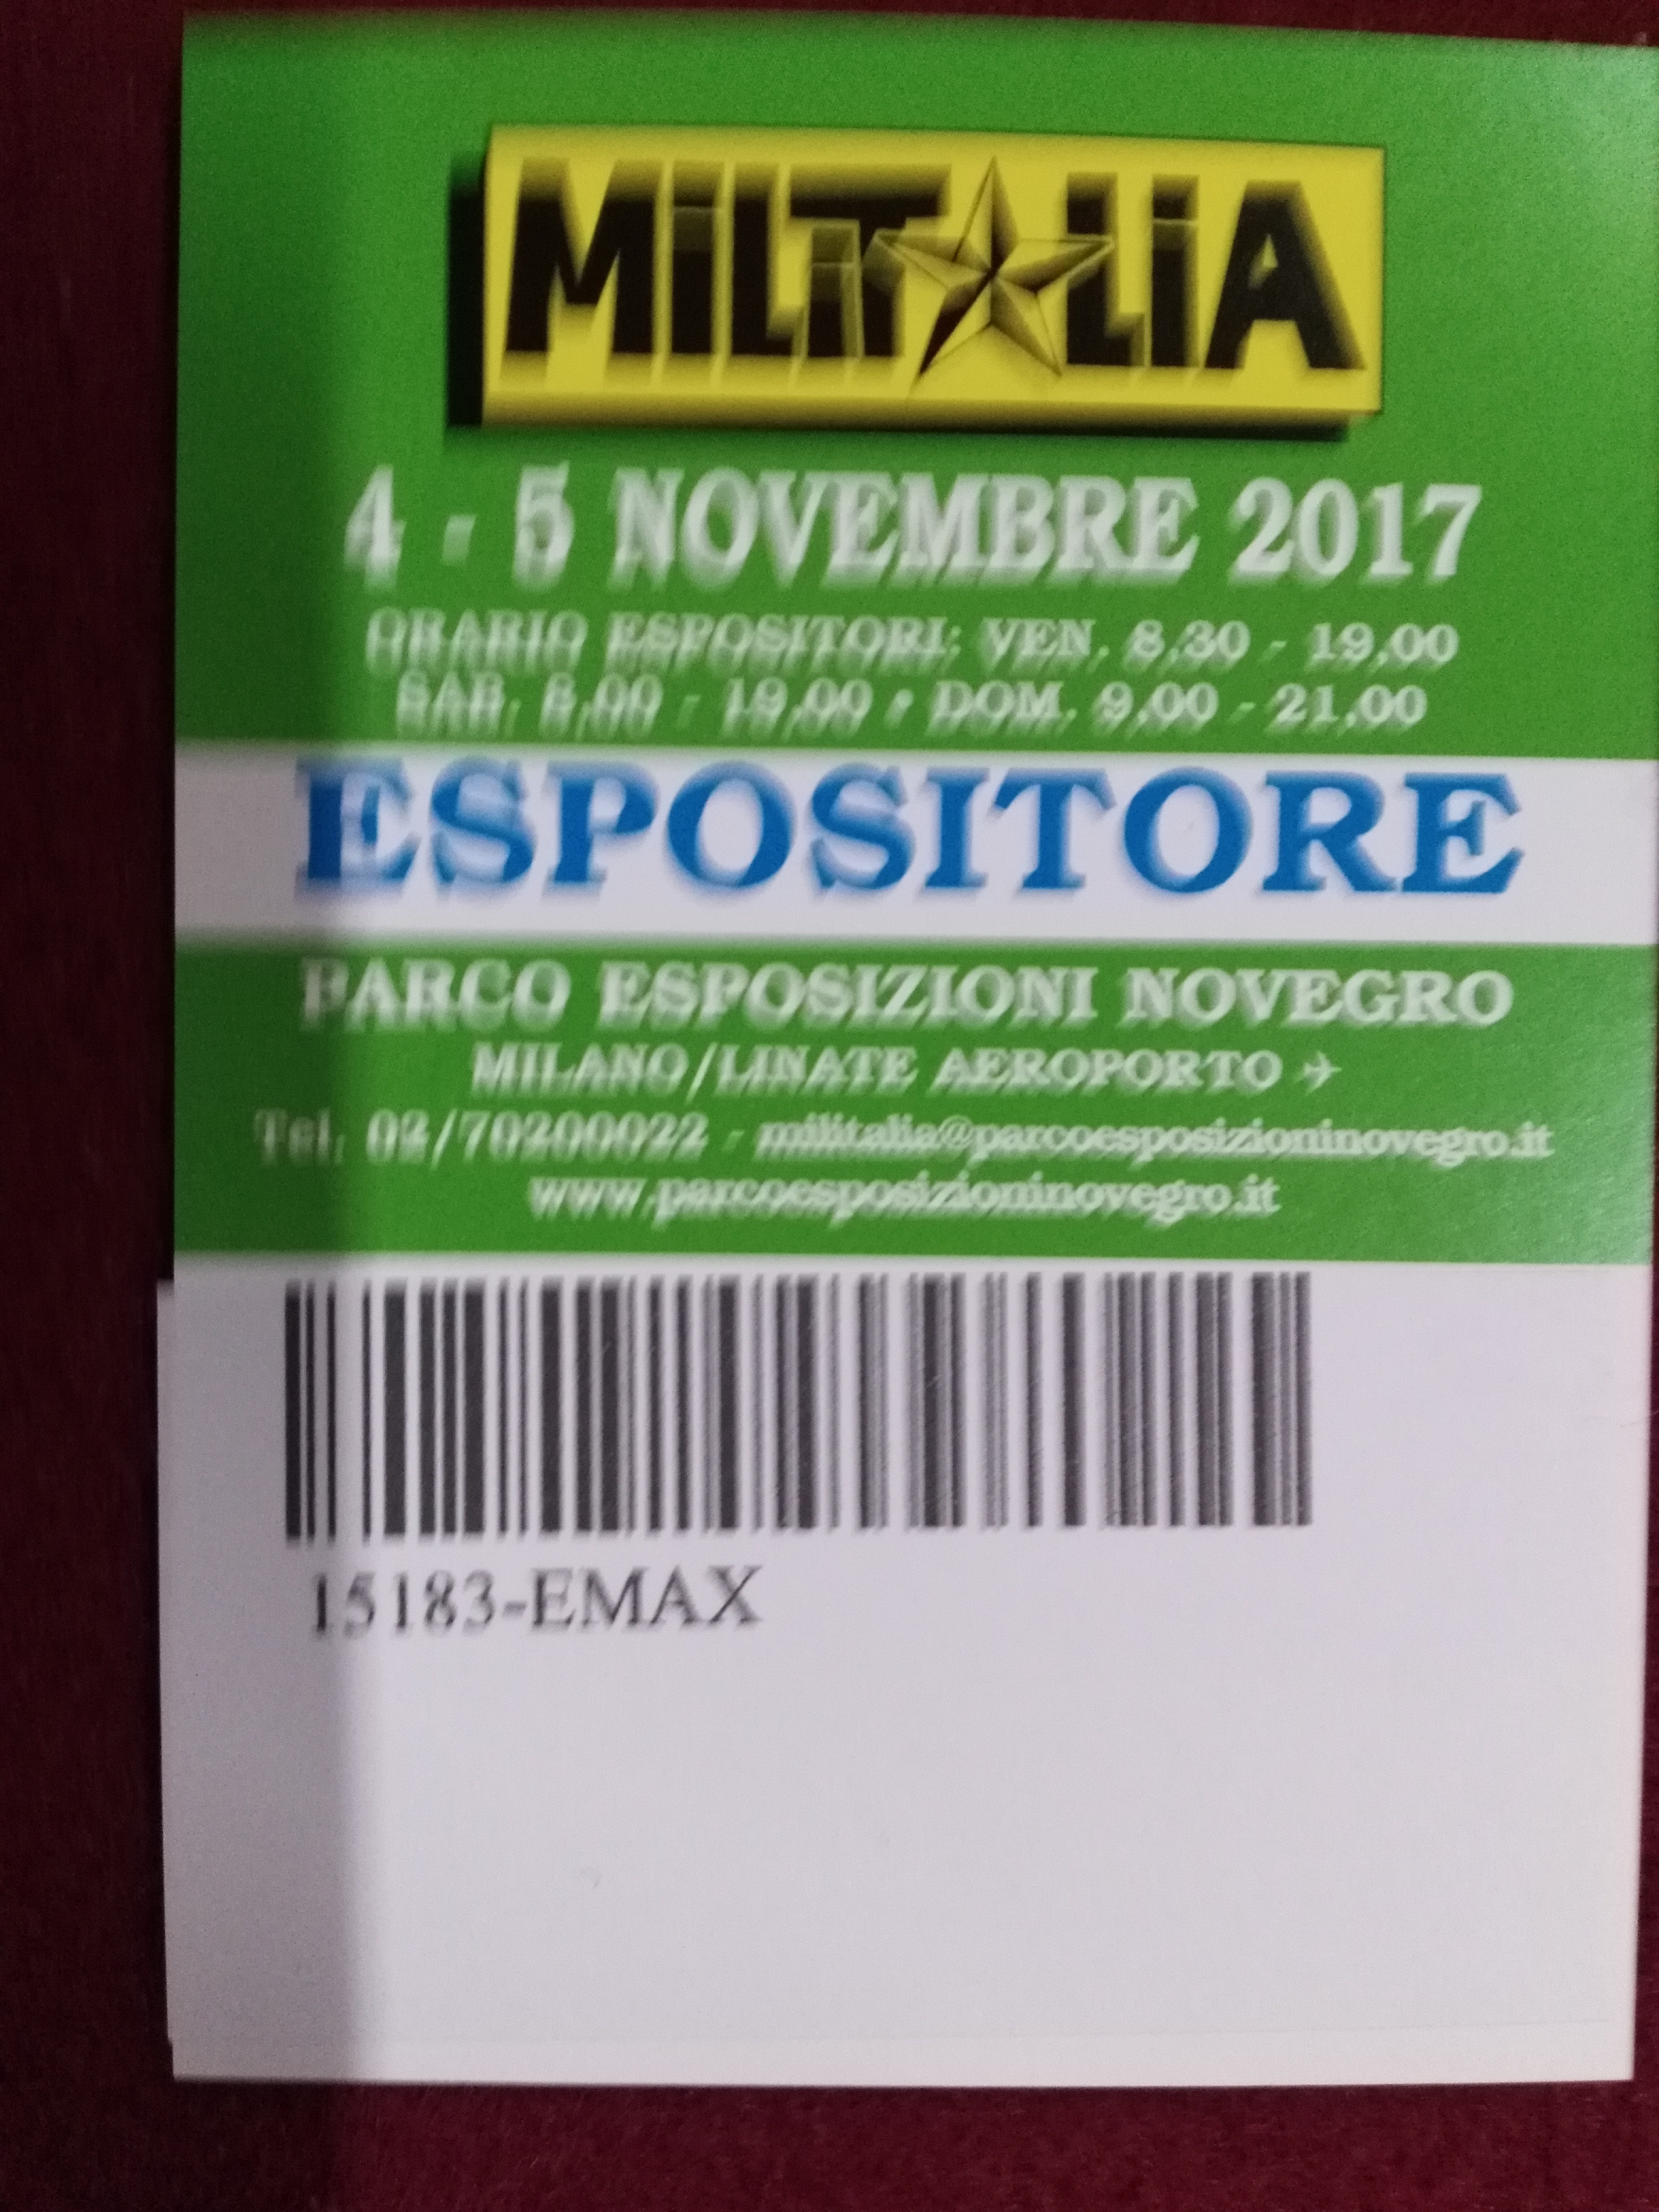 MiLiT★LiA
4 - 5 NOVEMBRE 2017
ORARIO ESPOSITORI: VEN. 8,30 - 19,00
SAB. 8,00 - 19,00 • DOM. 9,00 - 21,00
ESPOSITORE
PARCO ESPOSIZIONI NOVEGRO
MILANO/LINATE AEROPORTO ✈
Tel. 02/70200022 - militalia@parcoesposizioninovegro.it
www.parcoesposizioninovegro.it
15183-EMAX